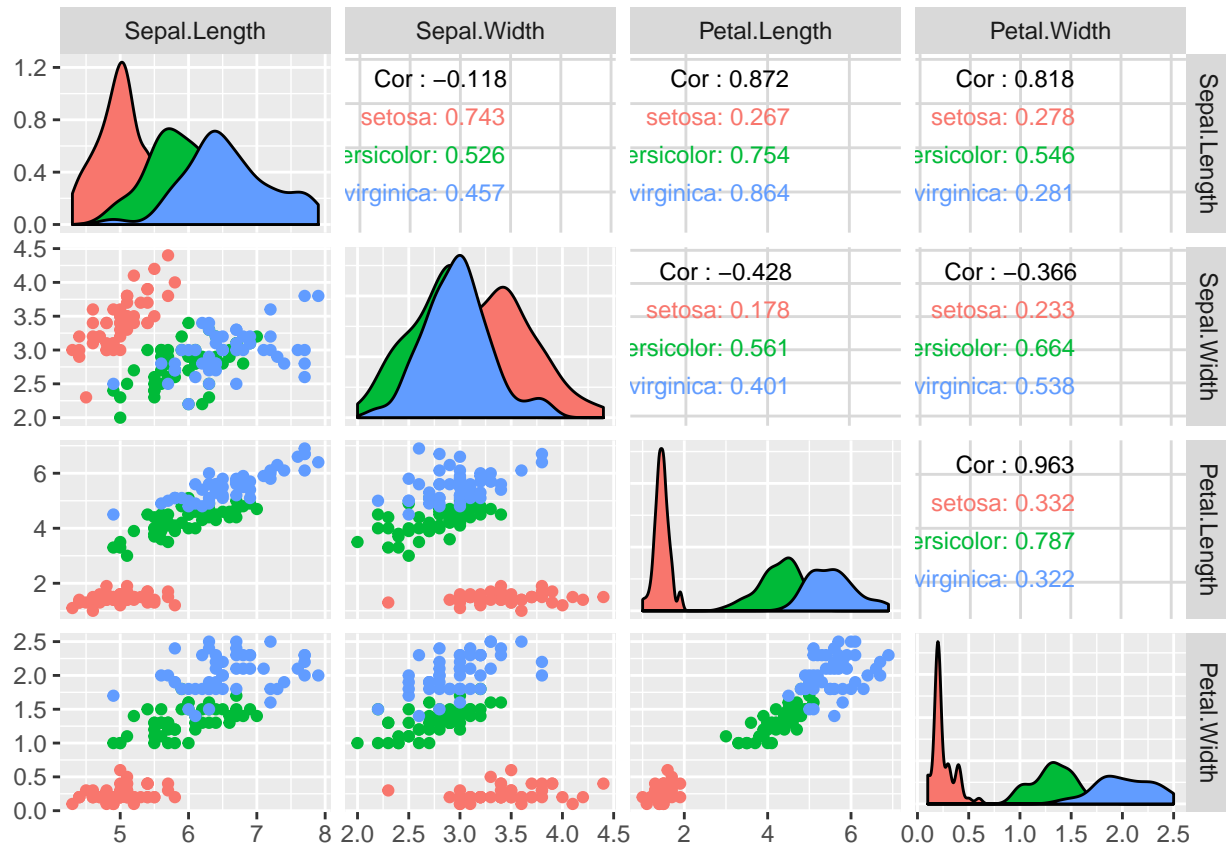 Sepal.Length
Sepal.Width
Petal.Length
Petal.Width
1.2
0.8
0.4
0.0
Cor : −0.118
setosa: 0.743
ersicolor: 0.526
virginica: 0.457
Cor : 0.872
setosa: 0.267
ersicolor: 0.754
virginica: 0.864
Cor : 0.818
setosa: 0.278
ersicolor: 0.546
virginica: 0.281
Sepal.Length
4.5
4.0
3.5
3.0
2.5
2.0
Cor : −0.428
setosa: 0.178
ersicolor: 0.561
virginica: 0.401
Cor : −0.366
setosa: 0.233
ersicolor: 0.664
virginica: 0.538
Sepal.Width
6
4
2
Cor : 0.963
setosa: 0.332
ersicolor: 0.787
virginica: 0.322
Petal.Length
2.5
2.0
1.5
1.0
0.5
0.0
Petal.Width
5 6 7 8
2.0 2.5 3.0 3.5 4.0 4.5
2 4 6
0.0 0.5 1.0 1.5 2.0 2.5